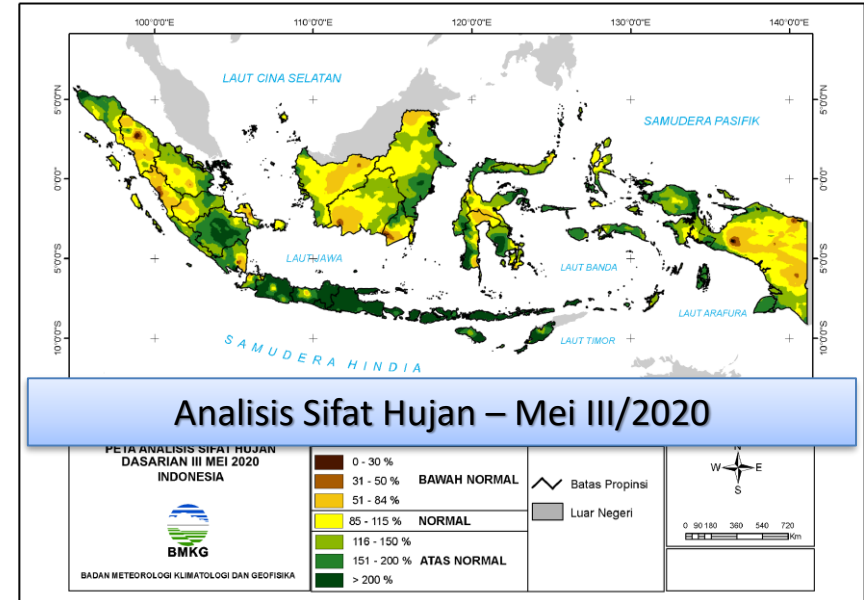 100°0'0"E 110°0'0"E 120°0'0"E 130°0'0"E 140°0'0"E
LAUT CINA SELATAN
5°0'0"N 5°0'0"N
SAMUDERA PASIFIK
0°0'0" 0°0'0"
5°0'0"S 5°0'0"S
LAUT JAWA
LAUT BANDA
LAUT ARAFURA
10°0'0"S 10°0'0"S
SAMUDERA HINDIA
LAUT TIMOR
Analisis Sifat Hujan – Mei III/2020
PETA ANALISIS SIFAT HUJAN
DASARIAN III MEI 2020
INDONESIA
BMKG
BADAN METEOROLOGI KLIMATOLOGI DAN GEOFISIKA
0 - 30 %
31 - 50 % BAWAH NORMAL
51 - 84 %
85 - 115 % NORMAL
116 - 150 %
151 - 200 % ATAS NORMAL
> 200 %
Batas Propinsi
Luar Negeri
N
W E
S
0 90 180 360 540 720
Km